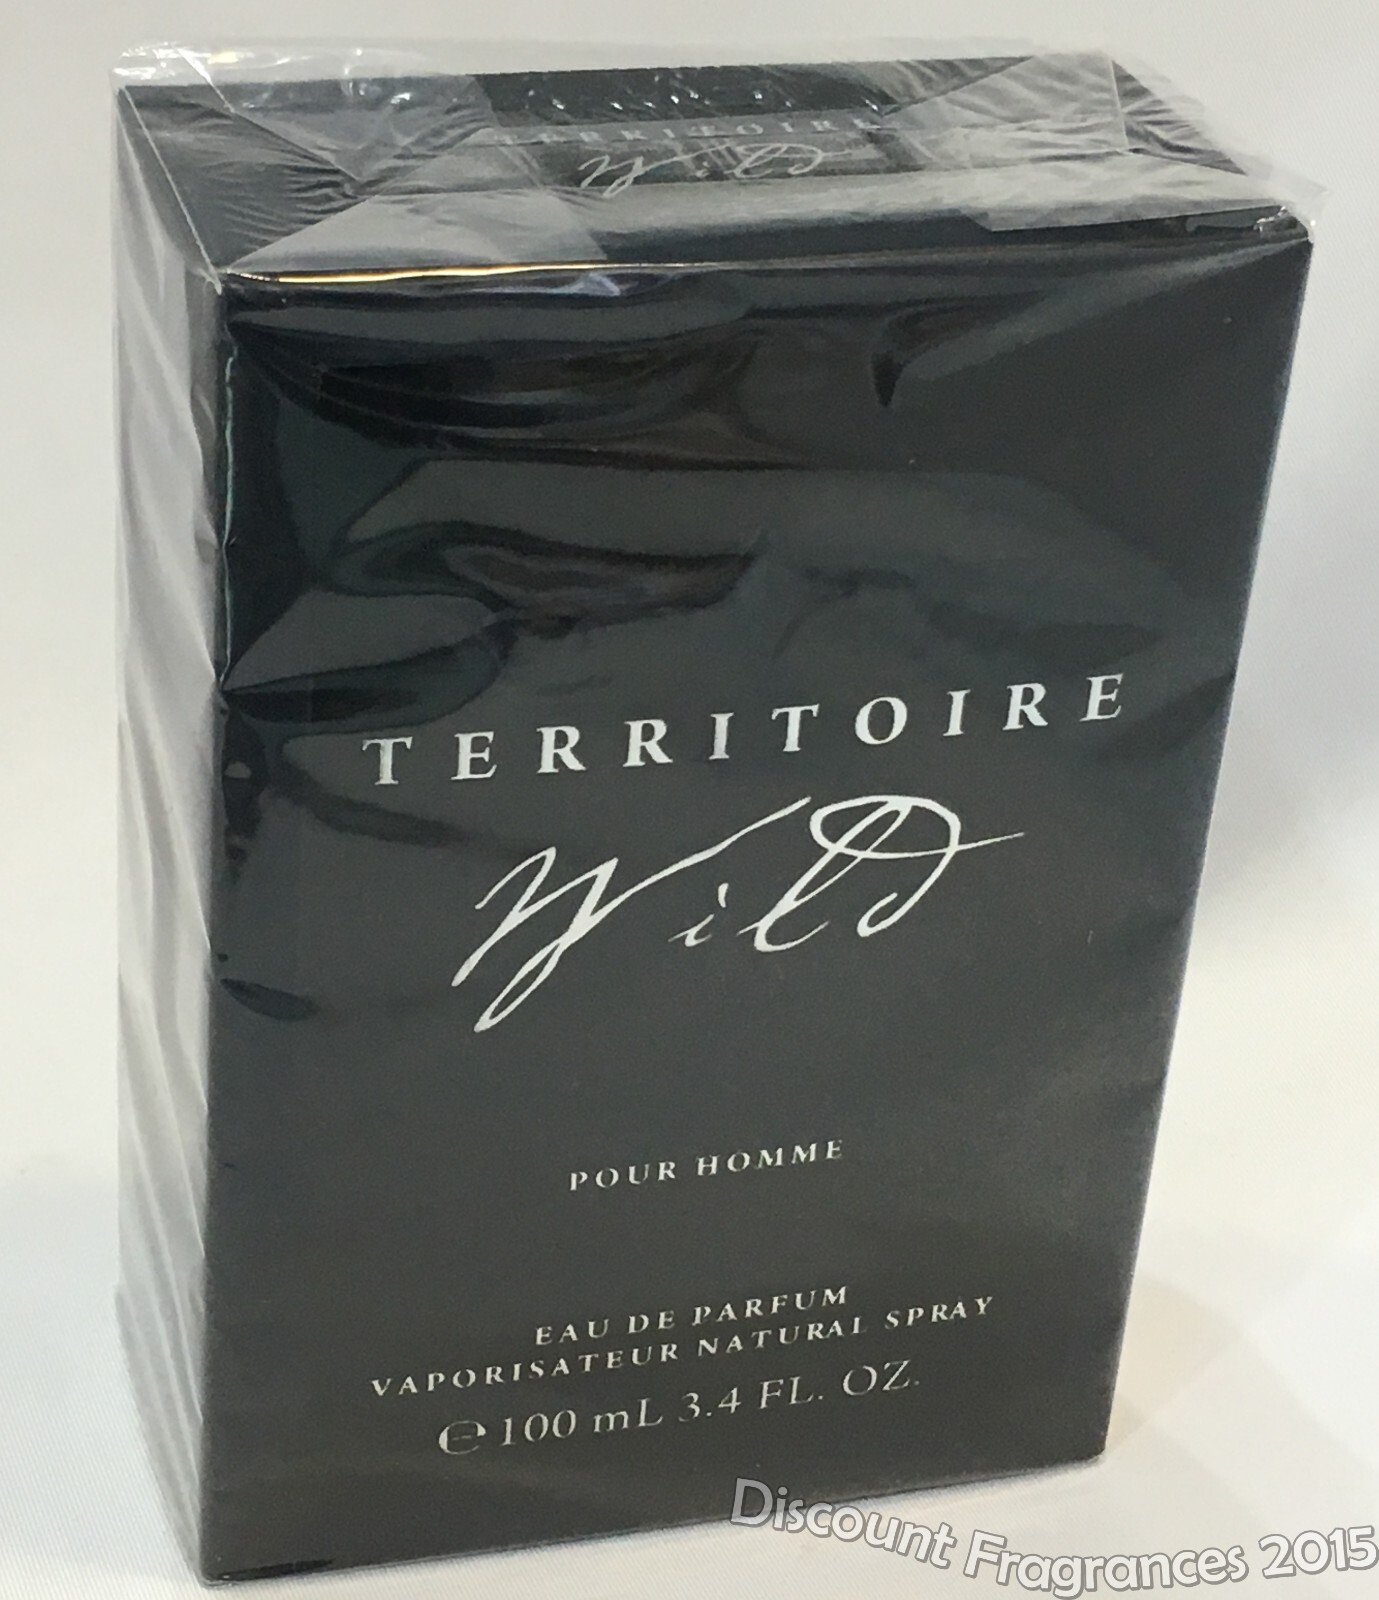 TERRITOIRE
Wild
TERRITOIRE
Wild
POUR HOMME
EAU DE PARFUM
VAPORISATEUR NATURAL SPRAY
℮ 100 mL 3.4 FL. OZ.
Discount Fragrances 2015